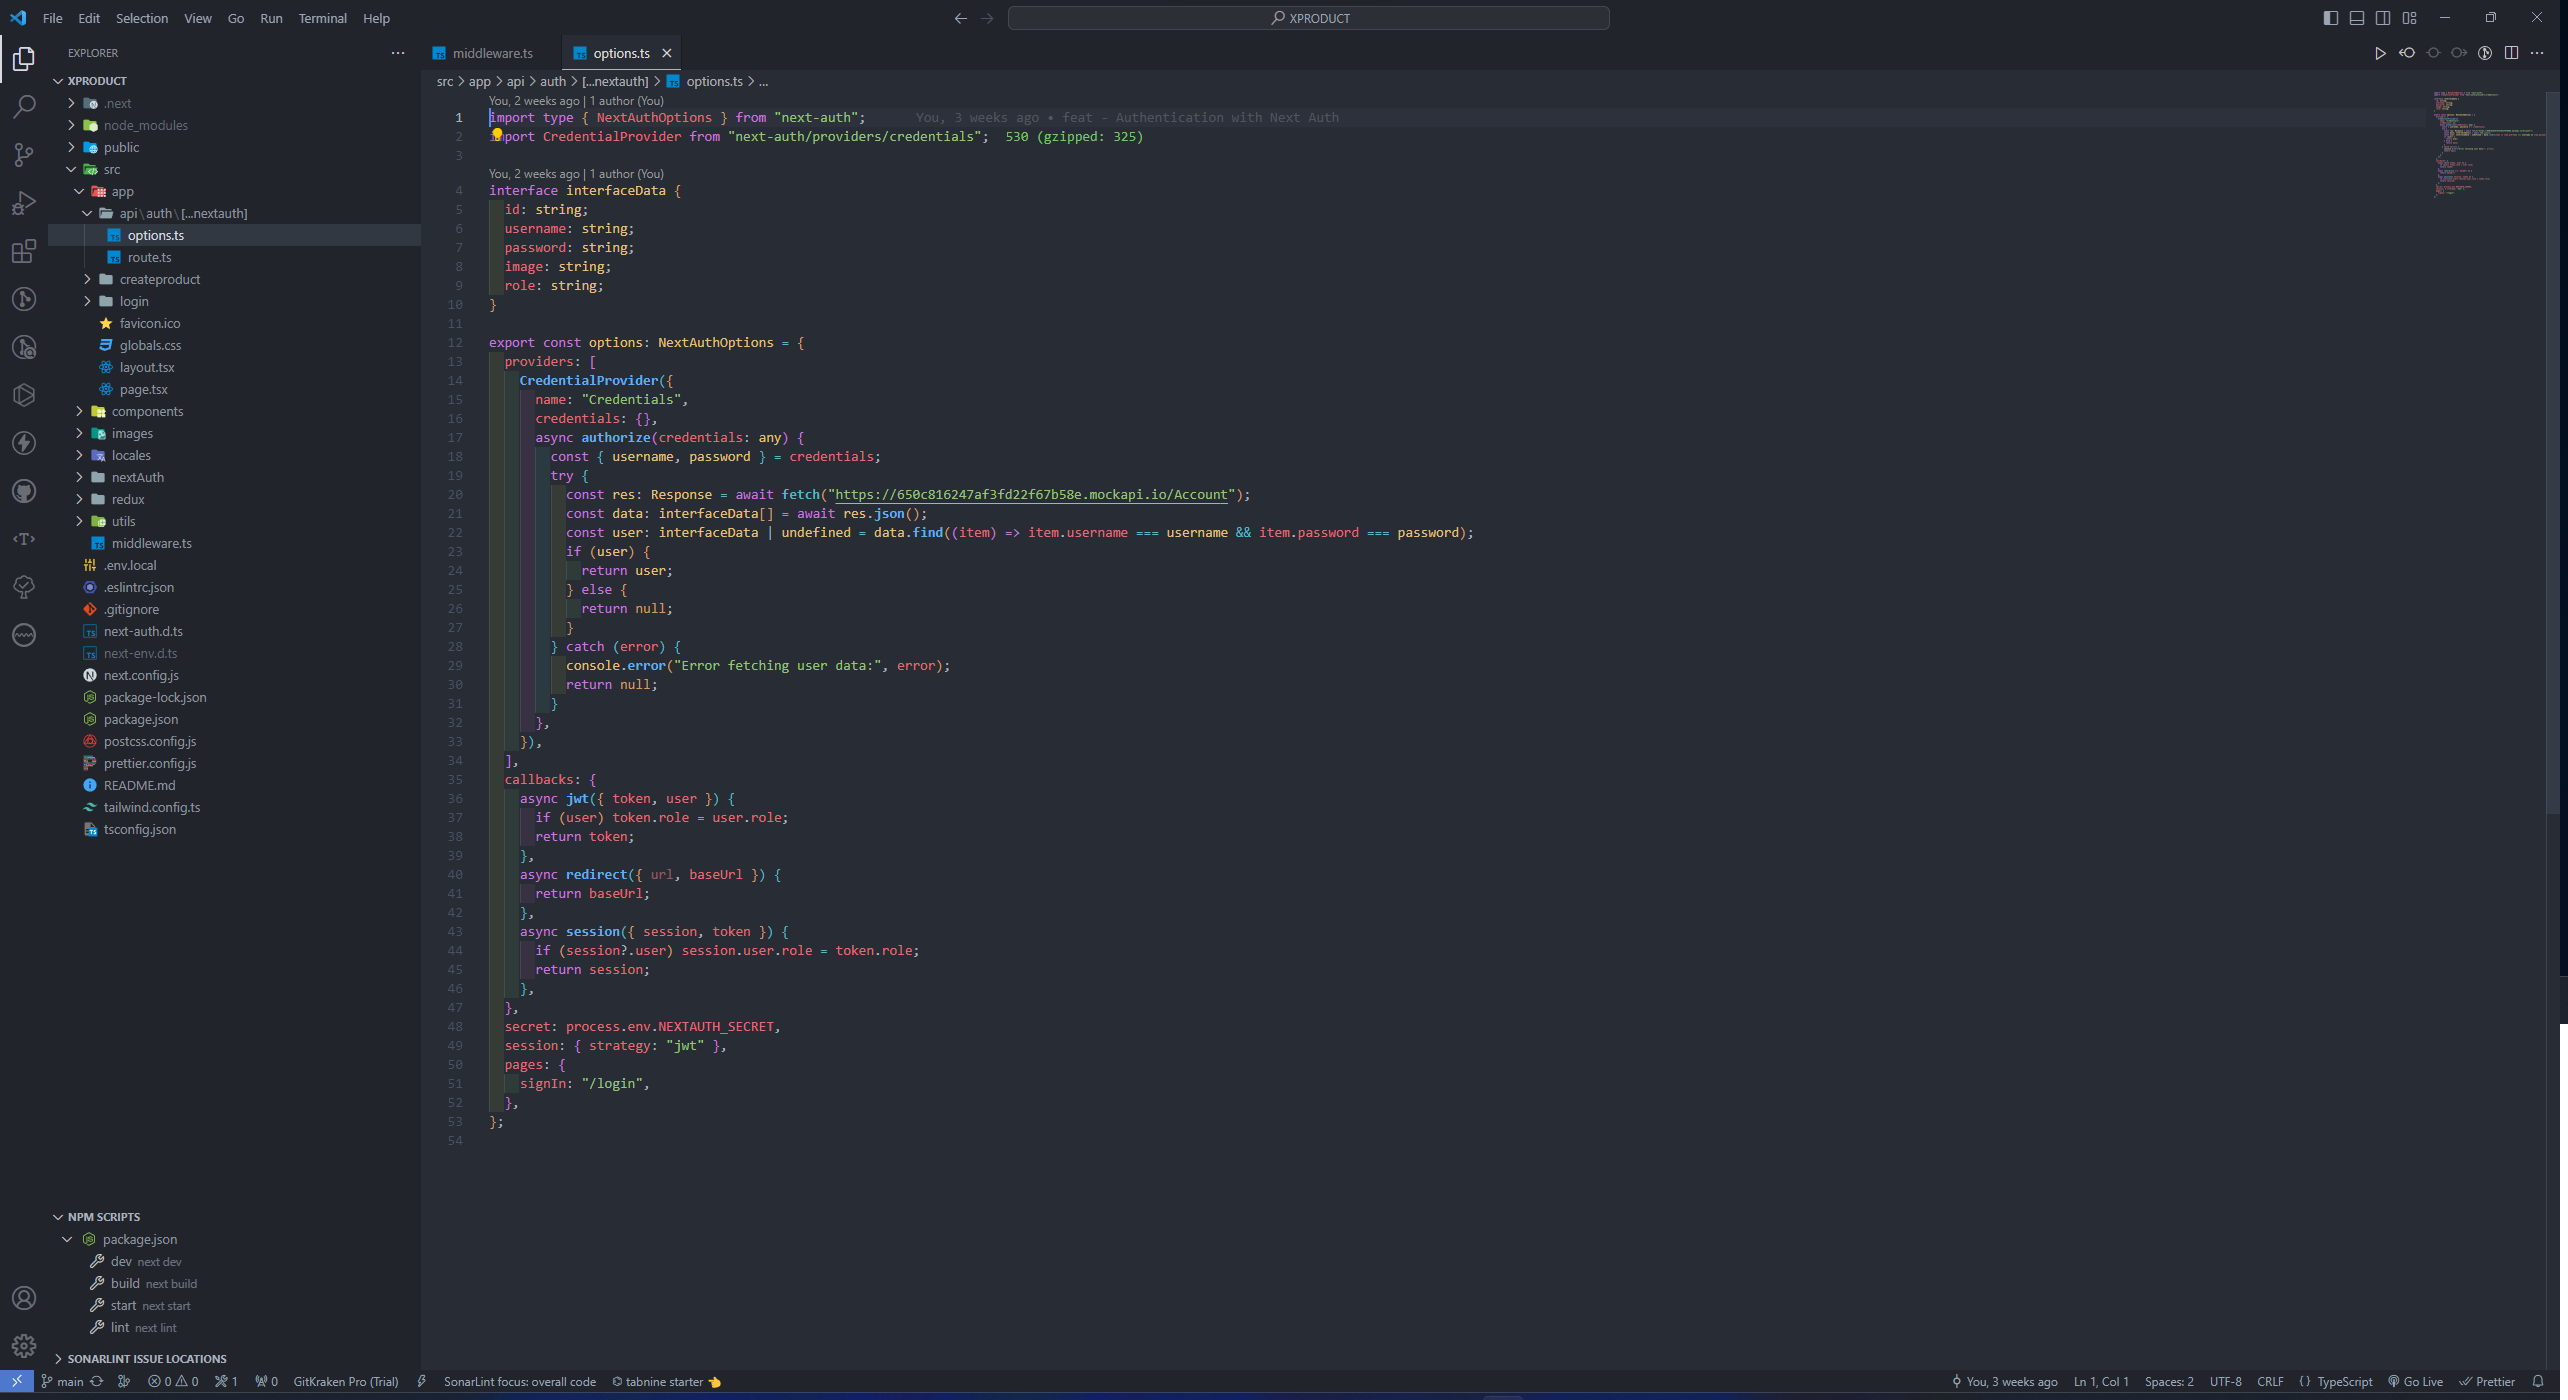 File Edit Selection View Go Run Terminal Help
XPRODUCT
EXPLORER
XPRODUCT
.next
node_modules
public
src
app
api\auth\[...nextauth]
options.ts
route.ts
createproduct
login
favicon.ico
globals.css
layout.tsx
page.tsx
components
images
locales
nextAuth
redux
utils
middleware.ts
.env.local
.eslintrc.json
.gitignore
next-auth.d.ts
next-env.d.ts
next.config.js
package-lock.json
package.json
postcss.config.js
prettier.config.js
README.md
tailwind.config.ts
tsconfig.json
NPM SCRIPTS
package.json
dev next dev
build next build
start next start
lint next lint
SONARLINT ISSUE LOCATIONS
middleware.ts options.ts
src > app > api > auth > [...nextauth] > options.ts > ...
You, 2 weeks ago | 1 author (You)
1 import type { NextAuthOptions } from "next-auth"; You, 3 weeks ago • feat - Authentication with Next Auth
2 import CredentialProvider from "next-auth/providers/credentials"; 530 (gzipped: 325)
3
You, 2 weeks ago | 1 author (You)
4 interface interfaceData {
5 id: string;
6 username: string;
7 password: string;
8 image: string;
9 role: string;
10 }
11
12 export const options: NextAuthOptions = {
13 providers: [
14 CredentialProvider({
15 name: "Credentials",
16 credentials: {},
17 async authorize(credentials: any) {
18 const { username, password } = credentials;
19 try {
20 const res: Response = await fetch("https://650c816247af3fd22f67b58e.mockapi.io/Account");
21 const data: interfaceData[] = await res.json();
22 const user: interfaceData | undefined = data.find((item) => item.username === username && item.password === password);
23 if (user) {
24 return user;
25 } else {
26 return null;
27 }
28 } catch (error) {
29 console.error("Error fetching user data:", error);
30 return null;
31 }
32 },
33 }),
34 ],
35 callbacks: {
36 async jwt({ token, user }) {
37 if (user) token.role = user.role;
38 return token;
39 },
40 async redirect({ url, baseUrl }) {
41 return baseUrl;
42 },
43 async session({ session, token }) {
44 if (session?.user) session.user.role = token.role;
45 return session;
46 },
47 },
48 secret: process.env.NEXTAUTH_SECRET,
49 session: { strategy: "jwt" },
50 pages: {
51 signIn: "/login",
52 },
53 };
54
main 0 0 1 0 GitKraken Pro (Trial) SonarLint focus: overall code tabnine starter You, 3 weeks ago Ln 1, Col 1 Spaces: 2 UTF-8 CRLF {} TypeScript Go Live Prettier